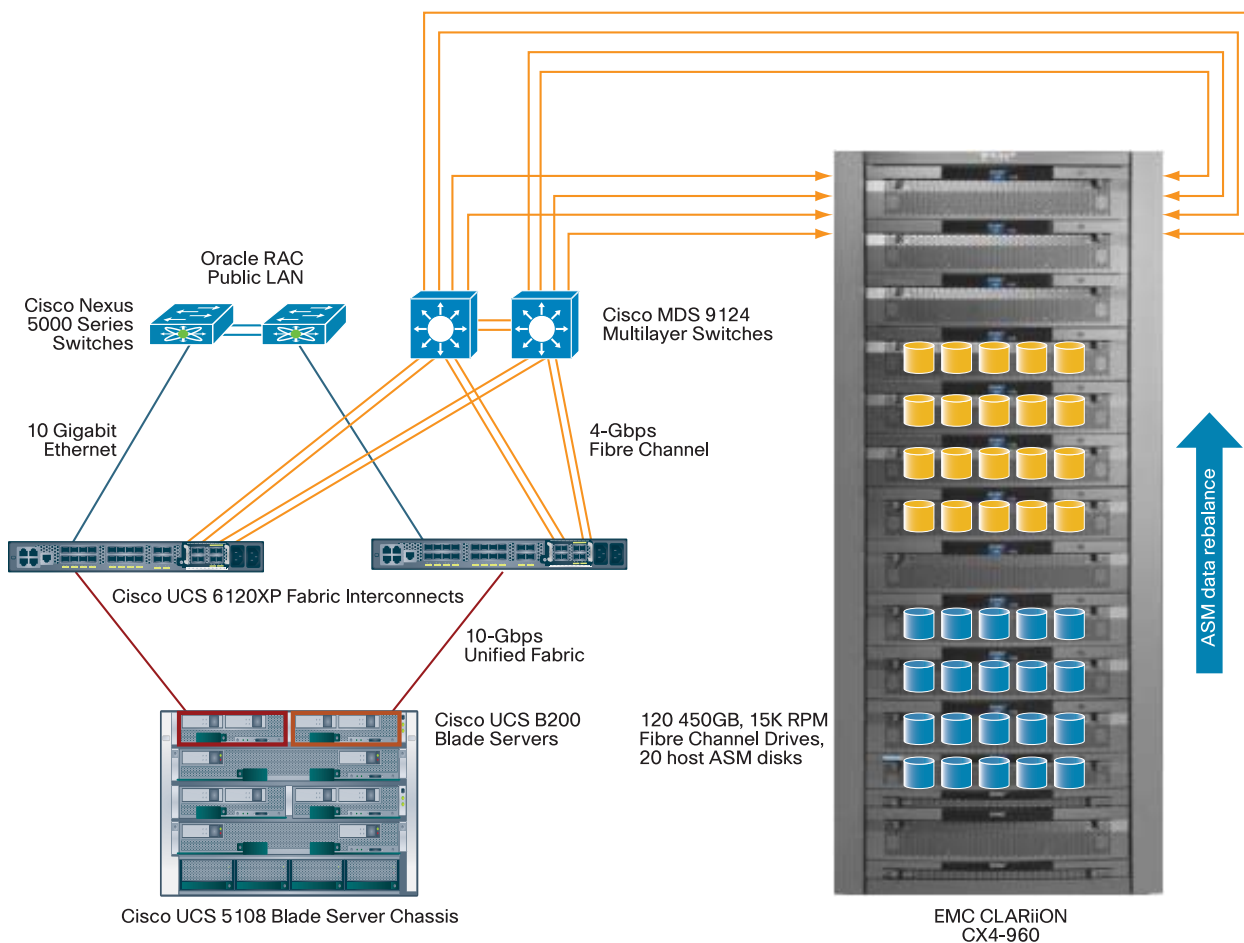 Oracle RAC
Public LAN
Cisco Nexus
5000 Series
Switches
Cisco MDS 9124
Multilayer Switches
10 Gigabit
Ethernet
4-Gbps
Fibre Channel
Cisco UCS 6120XP Fabric Interconnects
10-Gbps
Unified Fabric
Cisco UCS B200
Blade Servers
120 450GB, 15K RPM
Fibre Channel Drives,
20 host ASM disks
ASM data rebalance
Cisco UCS 5108 Blade Server Chassis
EMC CLARiiON
CX4-960